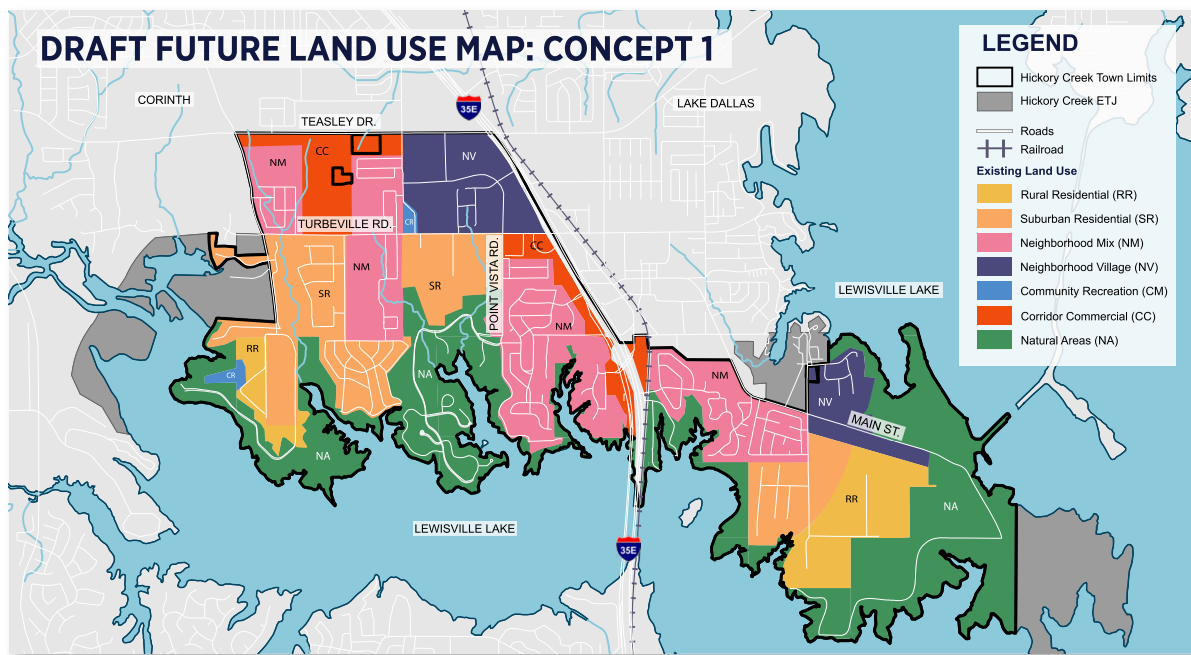 DRAFT FUTURE LAND USE MAP: CONCEPT 1
LEGEND
Hickory Creek Town Limits
Hickory Creek ETJ
Roads
Railroad
Existing Land Use
Rural Residential (RR)
Suburban Residential (SR)
Neighborhood Mix (NM)
Neighborhood Village (NV)
Community Recreation (CM)
Corridor Commercial (CC)
Natural Areas (NA)
CORINTH
35E
LAKE DALLAS
TEASLEY DR.
CC
NM
NV
CR
TURBEVILLE RD.
POINT VISTA RD.
CC
NM
SR
SR
LEWISVILLE LAKE
NM
RR
CR
NA
NM
NV
MAIN ST.
NA
RR
NA
LEWISVILLE LAKE
35E